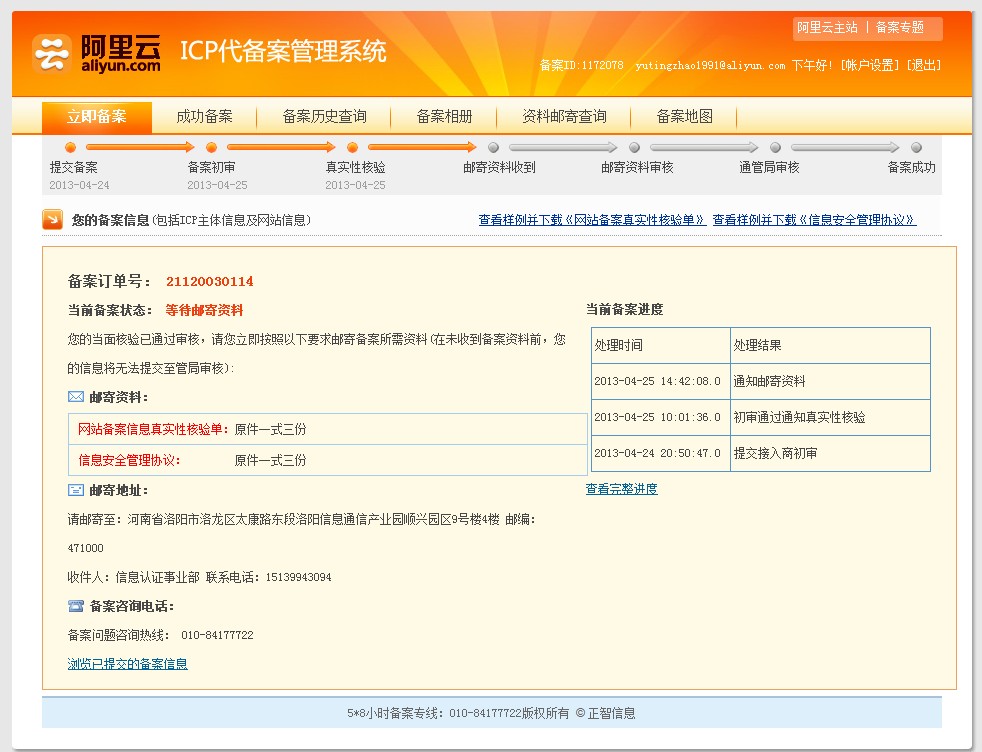 阿里云主站 | 备案专题
阿里云
aliyun.com
ICP代备案管理系统
备案ID:1172078 yutingzhao1991@aliyun.com 下午好! [帐户设置] [退出]
立即备案 成功备案 备案历史查询 备案相册 资料邮寄查询 备案地图
提交备案 备案初审 真实性核验 邮寄资料收到 邮寄资料审核 通管局审核 备案成功
2013-04-24 2013-04-25 2013-04-25
您的备案信息(包括ICP主体信息及网站信息) 查看样例并下载《网站备案真实性核验单》 查看样例并下载《信息安全管理协议》
备案订单号: 21120030114
当前备案状态: 等待邮寄资料
您的当面核验已通过审核，请您立即按照以下要求邮寄备案所需资料(在未收到备案资料前，您
的信息将无法提交至管局审核):
邮寄资料:
网站备案信息真实性核验单: 原件一式三份
信息安全管理协议: 原件一式三份
邮寄地址:
请邮寄至: 河南省洛阳市洛龙区太康路东段洛阳信息通信产业园顺兴园区9号楼4楼 邮编:
471000
收件人: 信息认证事业部 联系电话: 15139943094
备案咨询电话:
备案问题咨询热线: 010-84177722
浏览已提交的备案信息
当前备案进度
处理时间 处理结果
2013-04-25 14:42:08.0 通知邮寄资料
2013-04-25 10:01:36.0 初审通过通知真实性核验
2013-04-24 20:50:47.0 提交接入商初审
查看完整进度
5*8小时备案专线: 010-84177722版权所有 © 正智信息